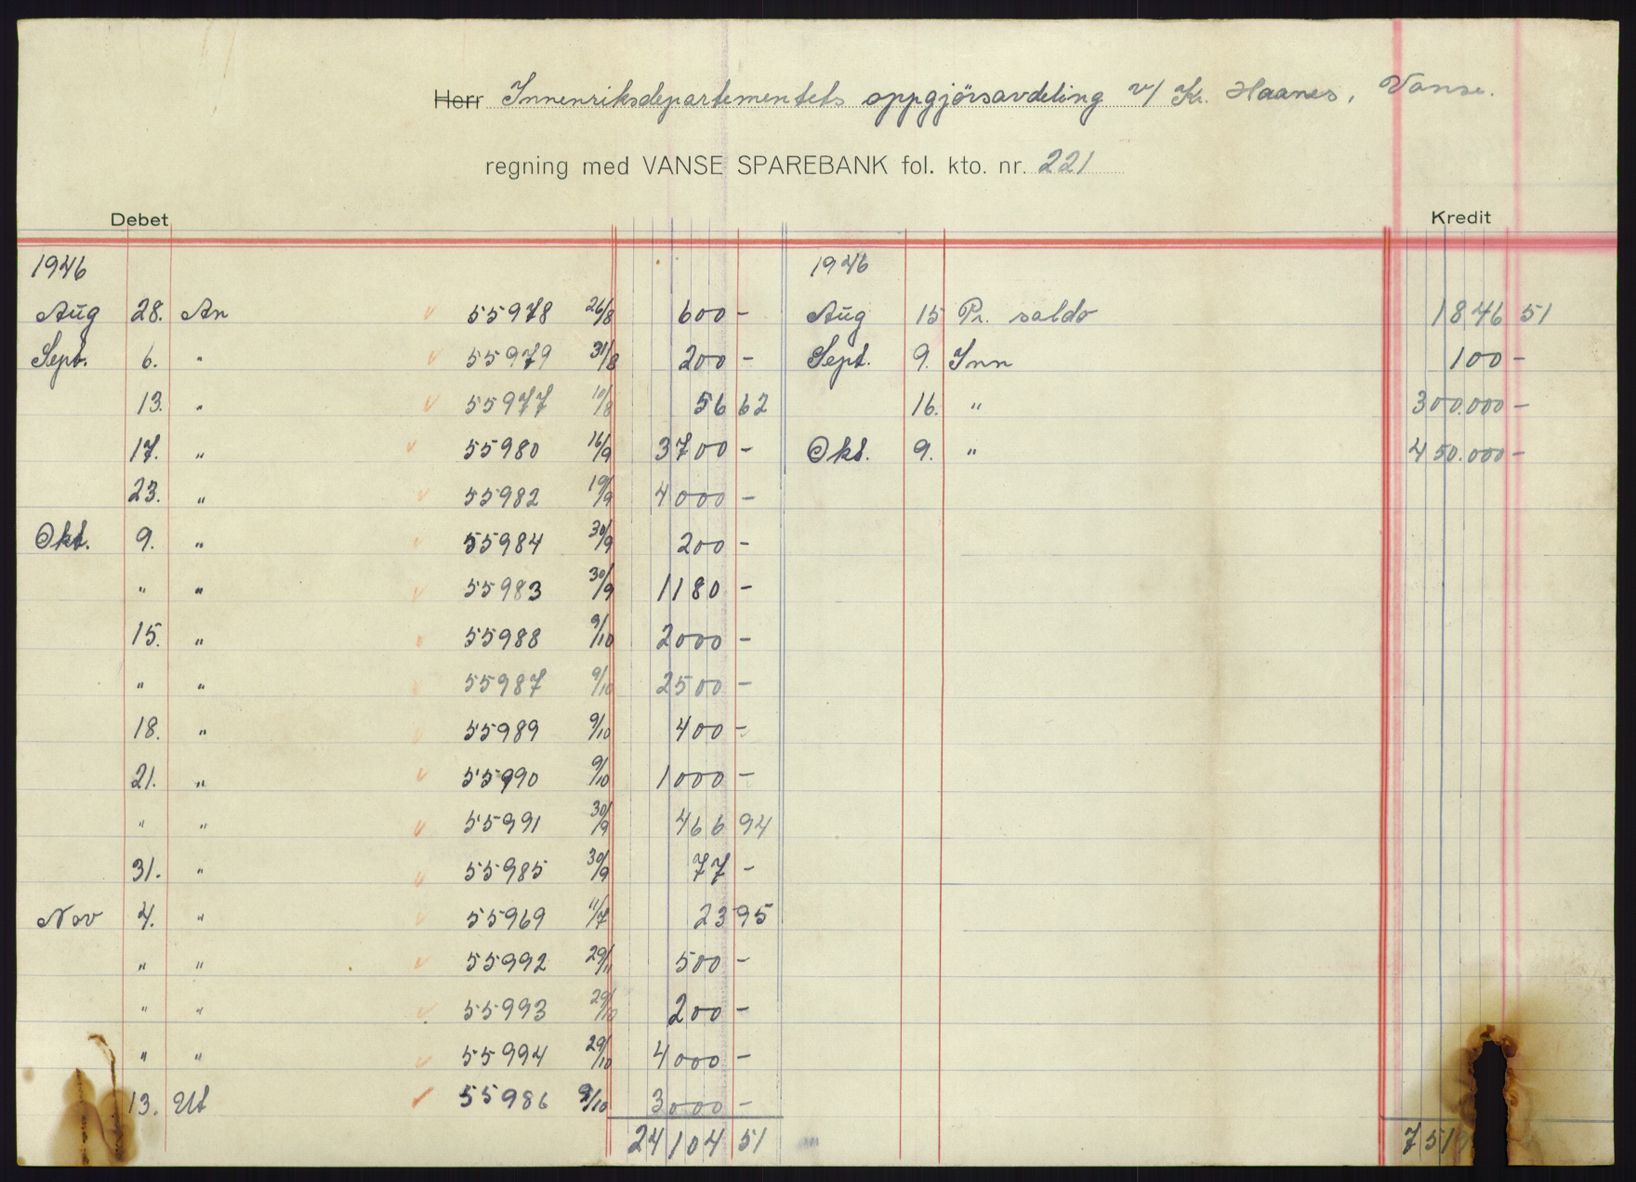 Herr Innenriksdepartementets oppgjörsavdeling v/ Kr. Haanes, Vanse.
regning med VANSE SPAREBANK fol. kto. nr. 221
Debet Kredit
1946 1946
Aug 28. An 55978 26/8 600 - Aug 15 Pr. saldo 1846 51
Sept. 6. " 55979 31/8 200 - Sept. 9. Inn 100 -
13. " 55977 10/8 56 62 16. " 300.000 -
17. " 55980 16/9 3700 - Okt. 9. " 450.000 -
23. " 55982 19/9 4000 -
Okt. 9. " 55984 30/9 200 -
" " 55983 30/9 1180 -
15. " 55988 9/10 2000 -
" " 55987 9/10 2500 -
18. " 55989 9/10 400 -
21. " 55990 9/10 1000 -
" " 55991 30/9 466 94
31. " 55985 30/9 77 -
Nov 4. " 55969 11/7 23 95
" " 55992 29/11 500 -
" " 55993 29/10 200 -
" " 55994 29/10 4000 -
13. Ut 55986 9/10 3000 -
24104 51 751